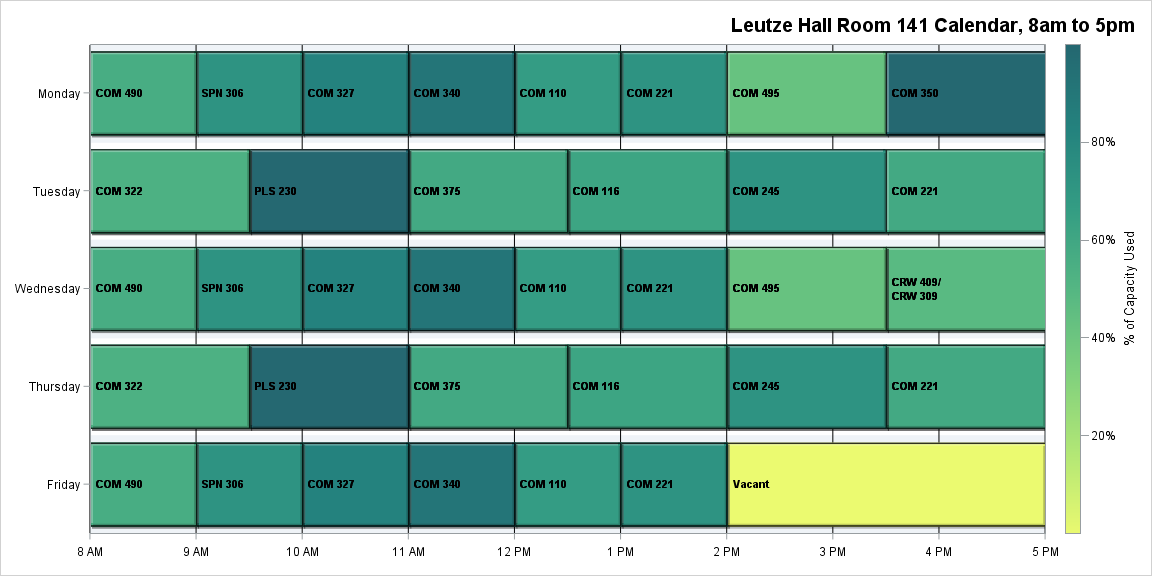 Leutze Hall Room 141 Calendar, 8am to 5pm
Monday
COM 490
SPN 306
COM 327
COM 340
COM 110
COM 221
COM 495
COM 350
Tuesday
COM 322
PLS 230
COM 375
COM 116
COM 245
COM 221
Wednesday
COM 490
SPN 306
COM 327
COM 340
COM 110
COM 221
COM 495
CRW 409/
CRW 309
Thursday
COM 322
PLS 230
COM 375
COM 116
COM 245
COM 221
Friday
COM 490
SPN 306
COM 327
COM 340
COM 110
COM 221
Vacant
8 AM
9 AM
10 AM
11 AM
12 PM
1 PM
2 PM
3 PM
4 PM
5 PM
80%
60%
40%
20%
% of Capacity Used